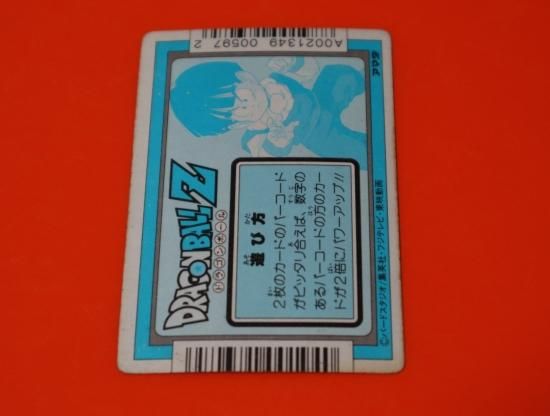 A0021349
00597 2
アマダ
DRAGON BALL Z
ドラゴンボール
遊び方
2枚のカードのバーコード
がピッタリ合えば、数字の
あるバーコードの方のカー
ドが2倍にパワーアップ!!
©バードスタジオ/集英社・フジテレビ・東映動画